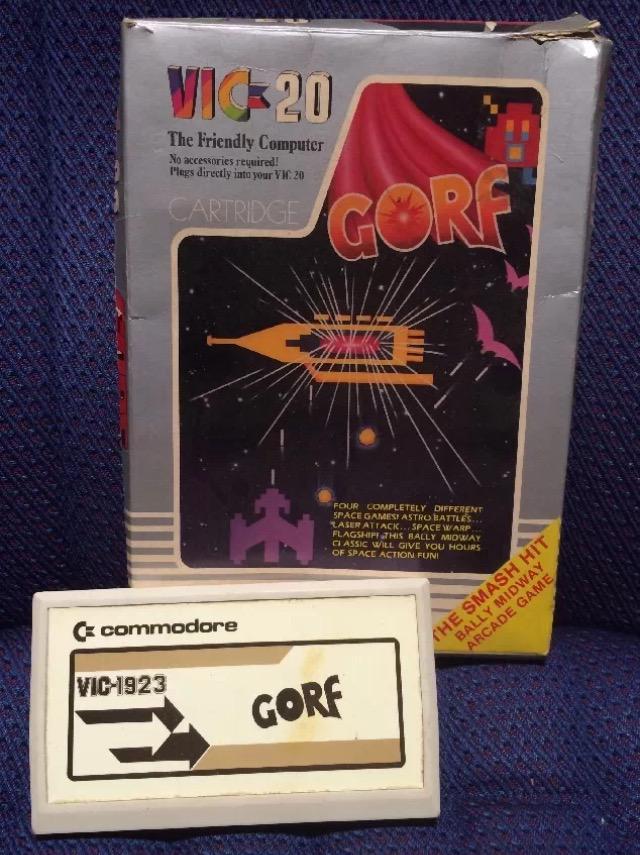 VIC 20
The Friendly Computer
No accessories required!
Plugs directly into your VIC 20
CARTRIDGE
GORF
FOUR COMPLETELY DIFFERENT
SPACE GAMES! ASTRO BATTLES...
LASER ATTACK... SPACE WARP...
FLAGSHIP! THIS BALLY MIDWAY
CLASSIC WILL GIVE YOU HOURS
OF SPACE ACTION FUN!
THE SMASH HIT
BALLY MIDWAY
ARCADE GAME
commodore
VIC-1923
GORF